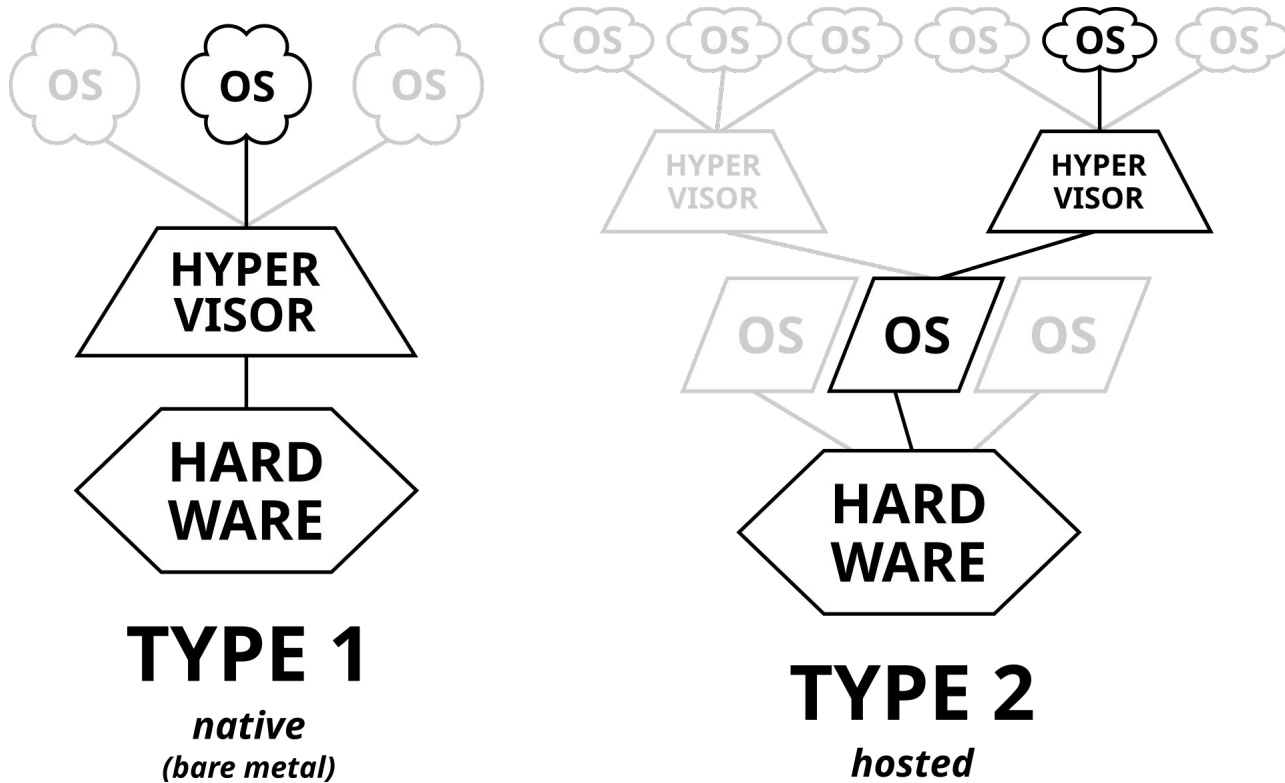 OS
OS
OS
HYPER
VISOR
HARD
WARE
TYPE 1
native
(bare metal)
OS
OS
OS
OS
OS
OS
HYPER
VISOR
HYPER
VISOR
OS
OS
OS
HARD
WARE
TYPE 2
hosted